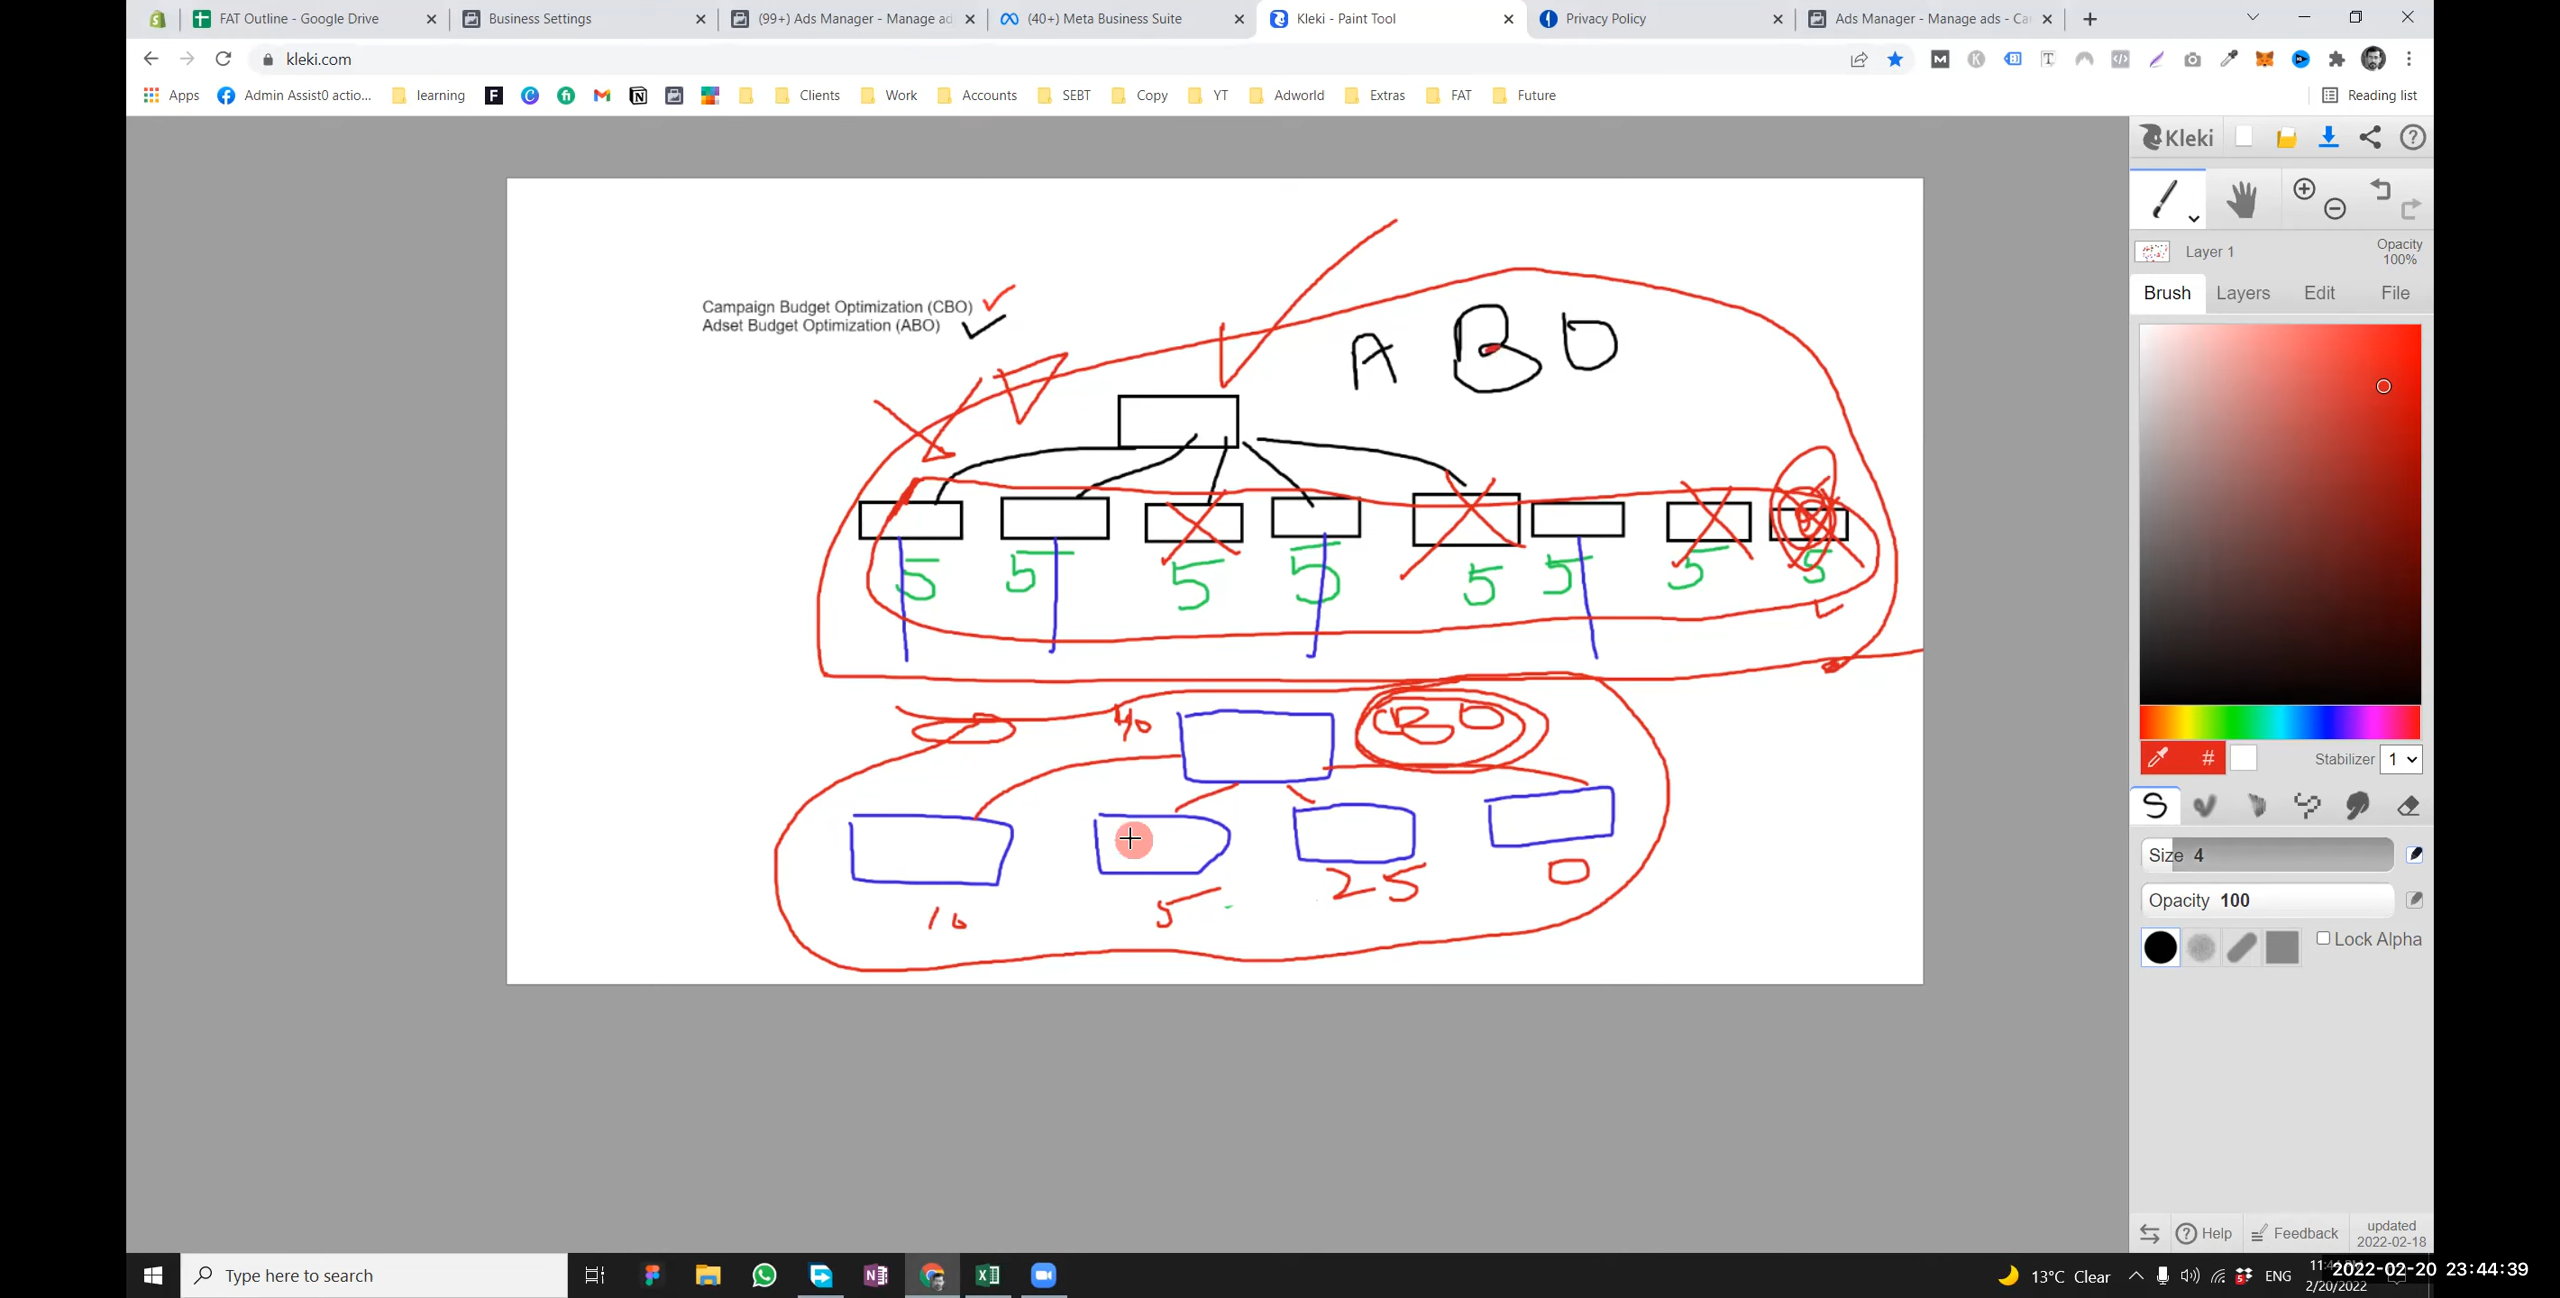 FAT Outline - Google Drive
Business Settings
(99+) Ads Manager - Manage ad
(40+) Meta Business Suite
Kleki - Paint Tool
Privacy Policy
Ads Manager - Manage ads - Ca
kleki.com
Apps
Admin Assist0 actio...
learning
Clients
Work
Accounts
SEBT
Copy
YT
Adworld
Extras
FAT
Future
Reading list
Kleki
Layer 1
Opacity
100%
Brush
Layers
Edit
File
Campaign Budget Optimization (CBO)
Adset Budget Optimization (ABO)
A B O
5 5 5 5 5 5 5 5
40
CBO
10 5 25 0
#
Stabilizer 1
Size 4
Opacity 100
Lock Alpha
Help
Feedback
updated
2022-02-18
Type here to search
13°C Clear
ENG
2/20/2022
2022-02-20 23:44:39